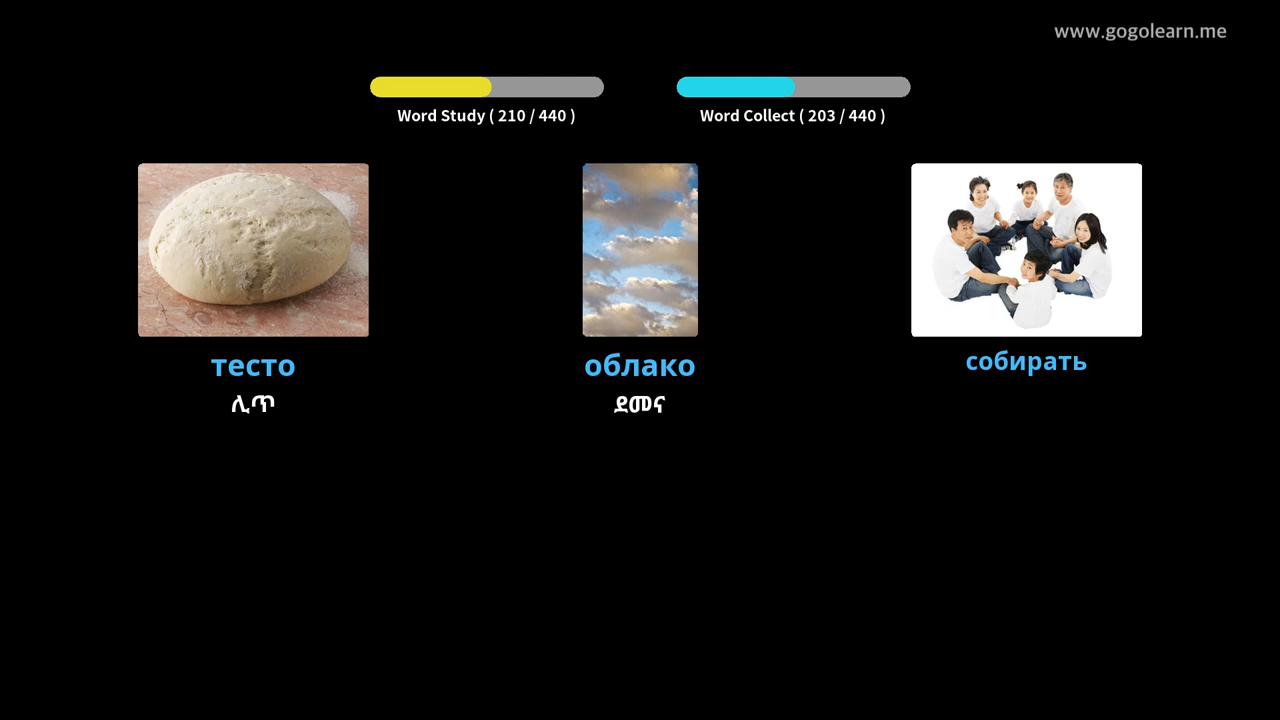 www.gogolearn.me
Word Study ( 210 / 440 )
Word Collect ( 203 / 440 )
тесто
облако
собирать
ሊጥ
ደመና